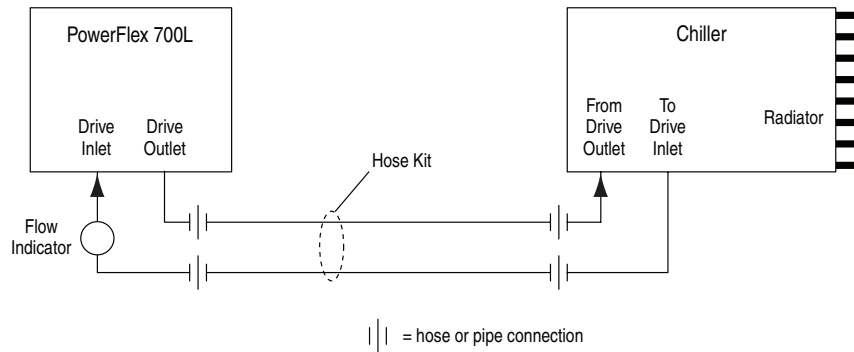 PowerFlex 700L
Drive
Inlet
Drive
Outlet
Flow
Indicator
Hose Kit
Chiller
From
Drive
Outlet
To
Drive
Inlet
Radiator
= hose or pipe connection